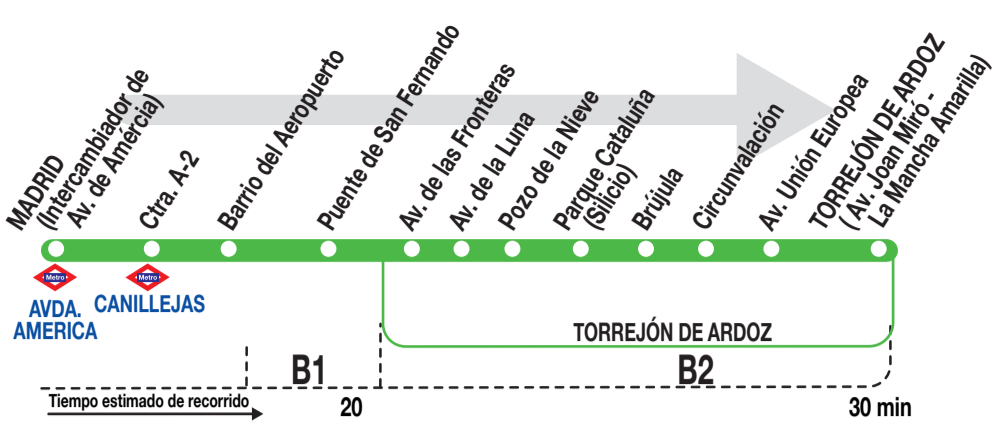 MADRID
(Intercambiador de
Av. de Amércia)
Ctra. A-2
Barrio del Aeropuerto
Puente de San Fernando
Av. de las Fronteras
Av. de la Luna
Pozo de la Nieve
Parque Cataluña
(Silicio)
Brújula
Circunvalación
Av. Unión Europea
TORREJÓN DE ARDOZ
( Av. Joan Miró -
La Mancha Amarilla)
Metro
Metro
AVDA.
AMERICA
CANILLEJAS
TORREJÓN DE ARDOZ
B1
B2
Tiempo estimado de recorrido
20
30 min